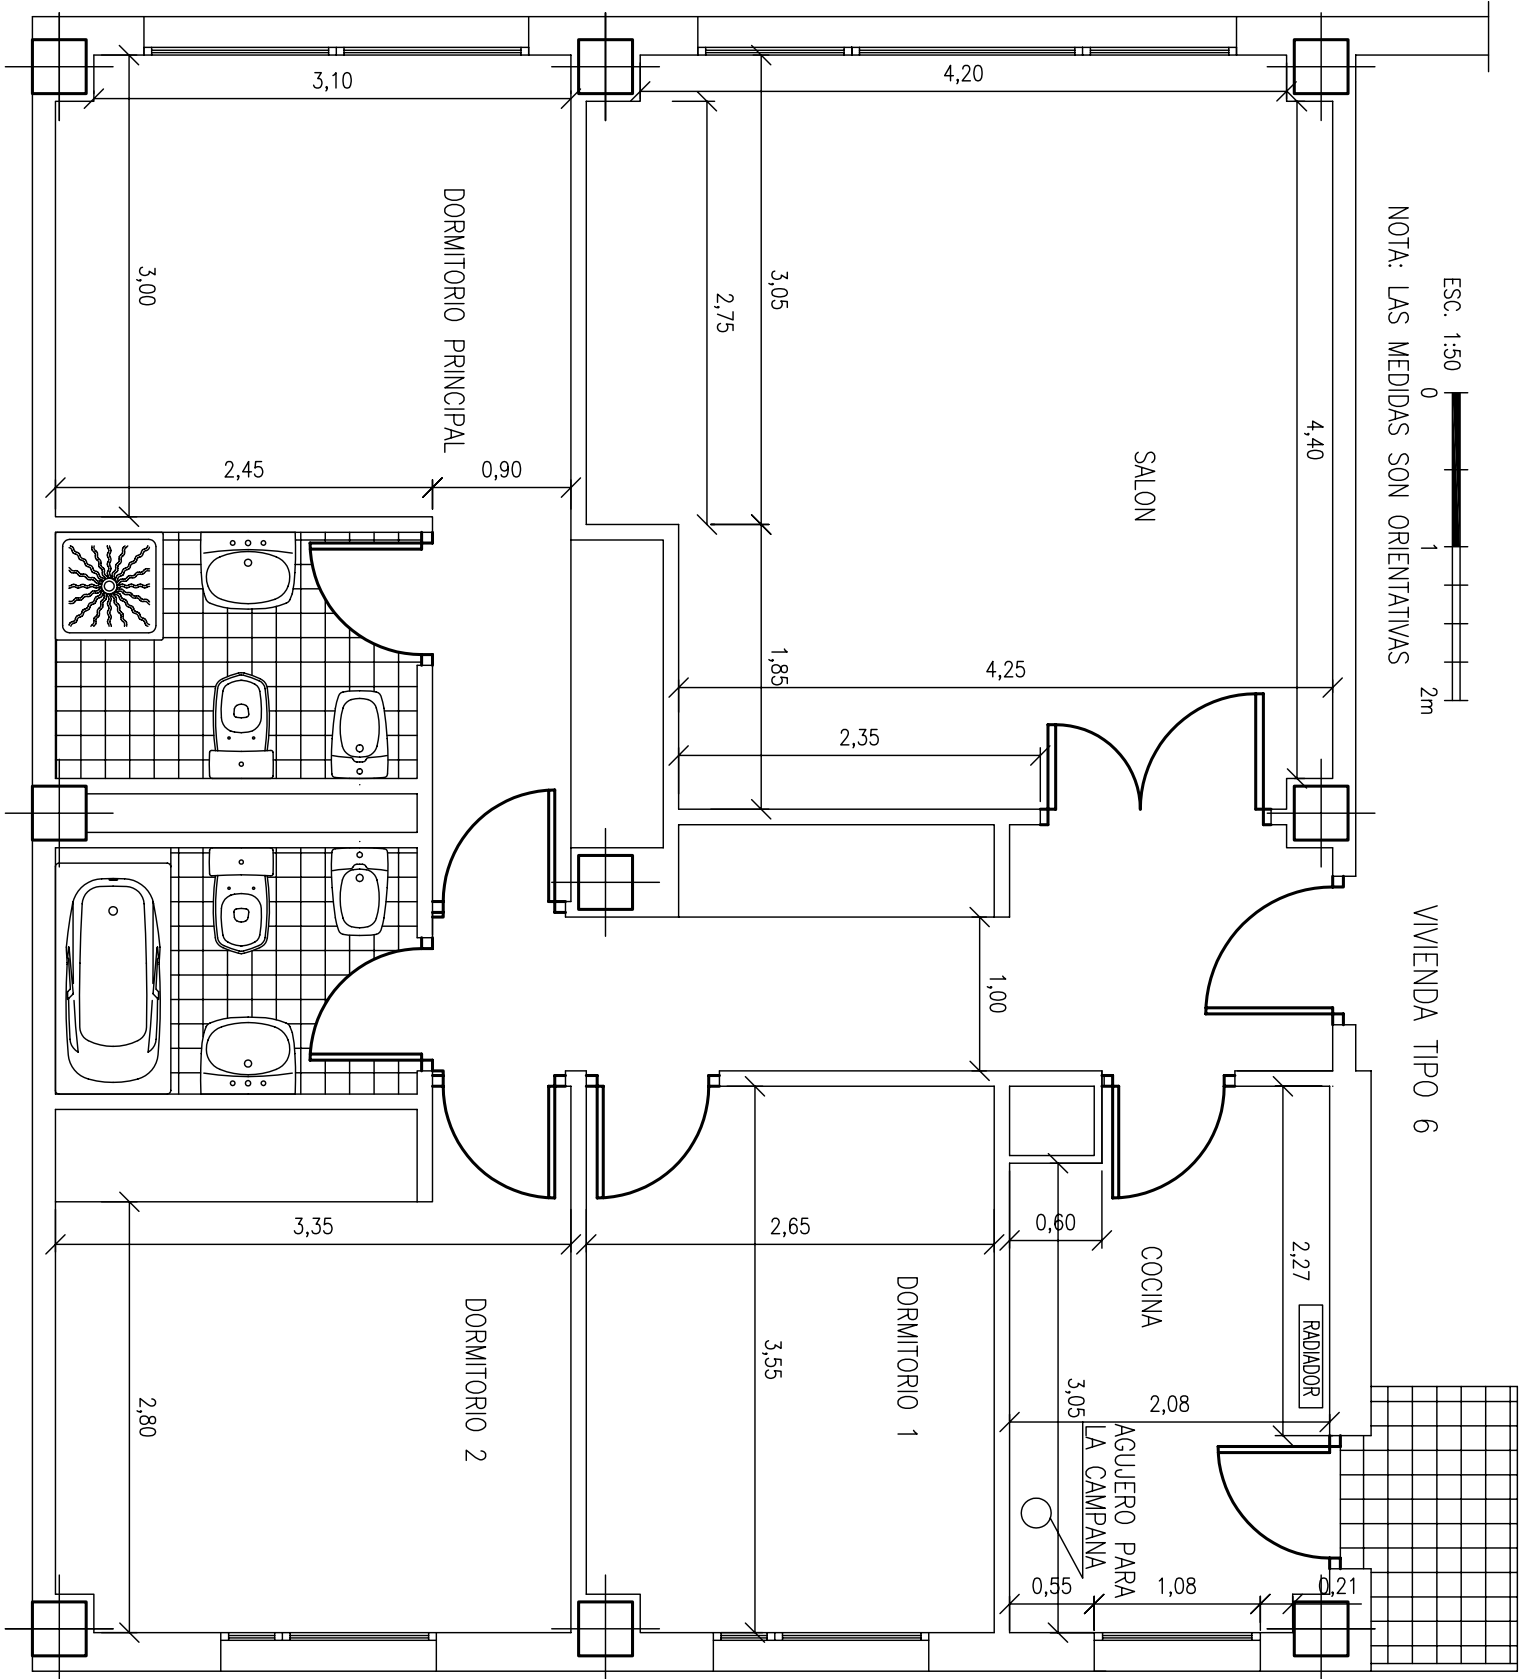 VIVIENDA TIPO 6
ESC. 1:50
0
1
2m
NOTA: LAS MEDIDAS SON ORIENTATIVAS
3,10
4,20
3,00
DORMITORIO PRINCIPAL
3,05
2,75
SALON
4,40
2,45
0,90
1,85
4,25
2,35
1,00
3,35
2,65
0,60
COCINA
2,27
RADIADOR
2,80
DORMITORIO 2
3,55
DORMITORIO 1
3,05
2,08
AGUJERO PARA
LA CAMPANA
0,55
1,08
0,21